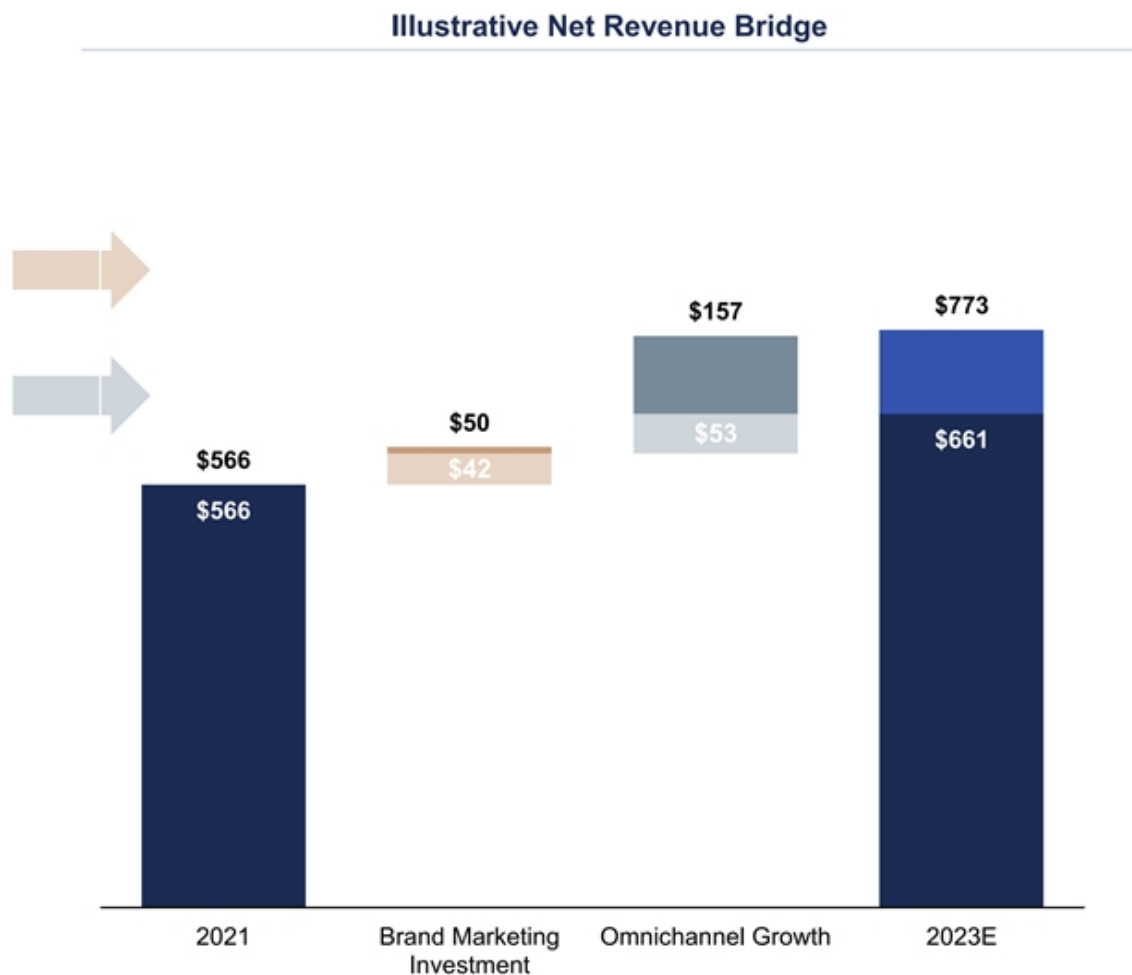 Illustrative Net Revenue Bridge
$157
$773
$50
$53
$661
$566
$42
$566
2021
Brand Marketing
Investment
Omnichannel Growth
2023E